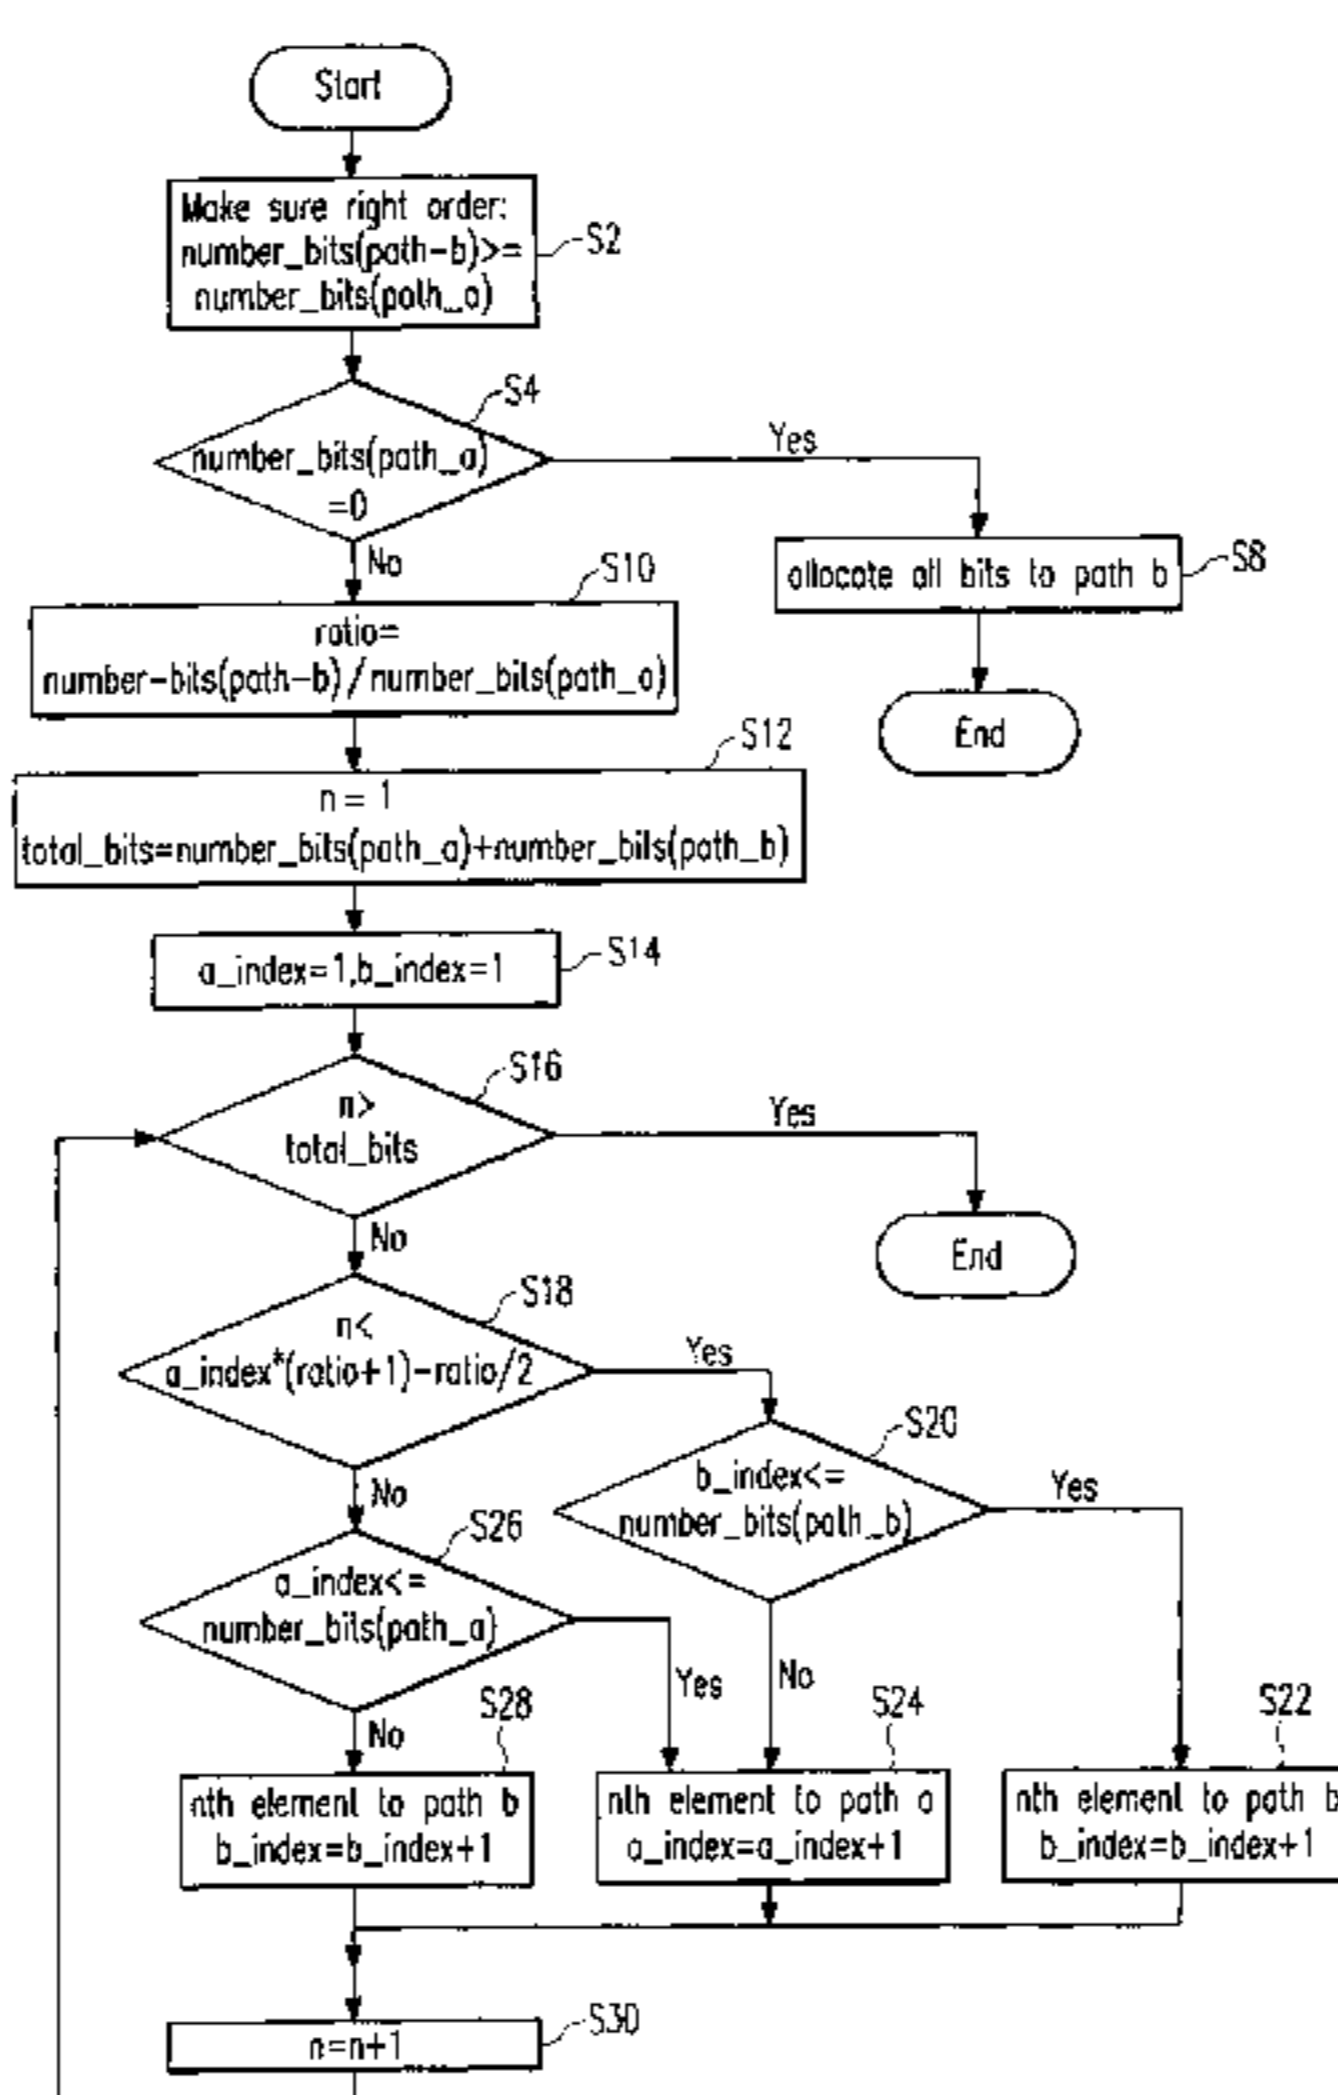 Start
Make sure right order:
number_bits(path-b)>=
number_bits(path_a)
S2
S4
number_bits(path_a)
=0
Yes
No
S10
allocate all bits to path b
S8
ratio=
number-bits(path-b)/number_bits(path_a)
End
S12
n = 1
total_bits=number_bits(path_a)+number_bits(path_b)
a_index=1,b_index=1
S14
S16
n>
total_bits
Yes
No
End
S18
n<
a_index*(ratio+1)-ratio/2
Yes
S20
b_index<=
number_bits(path_b)
Yes
No
S26
a_index<=
number_bits(path_a)
Yes
No
No
S28
S24
S22
nth element to path b
b_index=b_index+1
nth element to path a
a_index=a_index+1
nth element to path b
b_index=b_index+1
S30
n=n+1